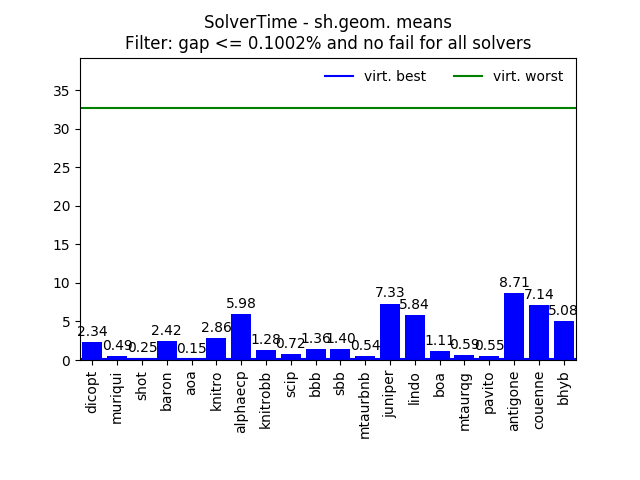 SolverTime - sh.geom. means
Filter: gap <= 0.1002% and no fail for all solvers
virt. best
virt. worst
35
30
25
20
15
10
5
0
2.34
0.49
0.25
2.42
0.15
2.86
5.98
1.28
0.72
1.36
1.40
0.54
7.33
5.84
1.11
0.59
0.55
8.71
7.14
5.08
dicopt
muriqui
shot
baron
aoa
knitro
alphaecp
knitrobb
scip
bbb
sbb
mtaurbnb
juniper
lindo
boa
mtaurqg
pavito
antigone
couenne
bhyb